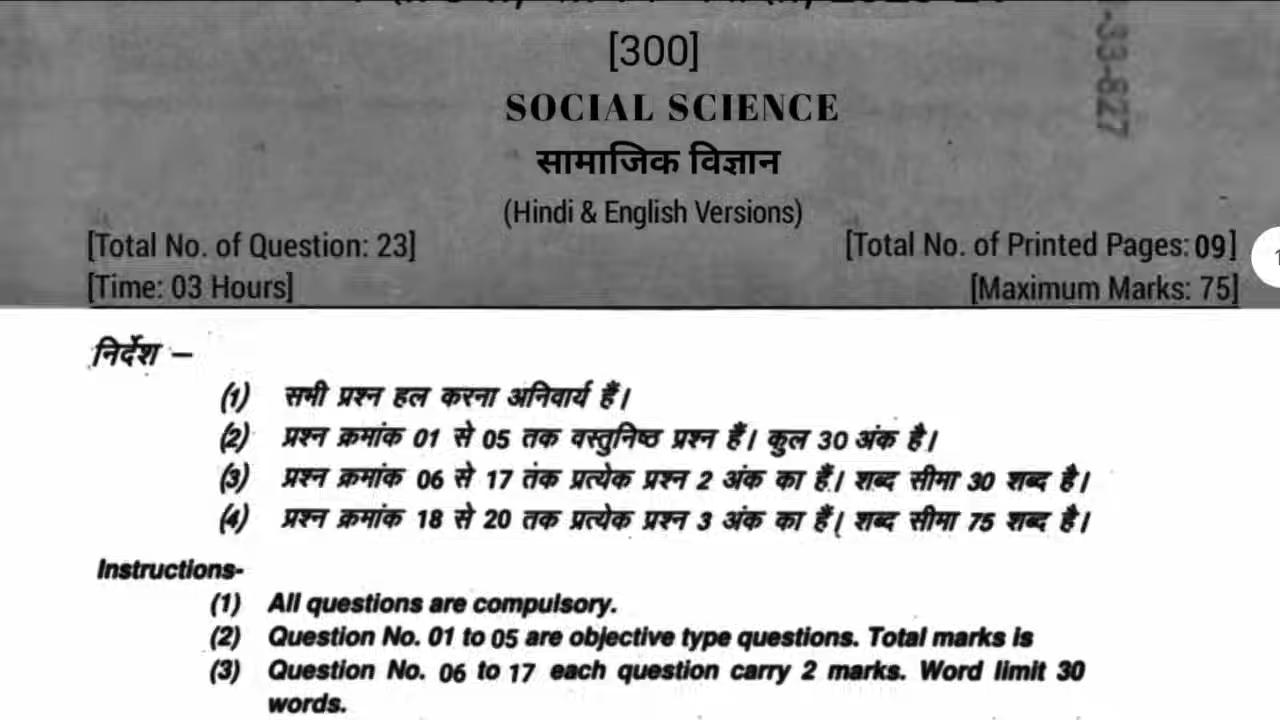 [300]
SOCIAL SCIENCE
सामाजिक विज्ञान
(Hindi & English Versions)
[Total No. of Question: 23]
[Total No. of Printed Pages: 09]
[Time: 03 Hours]
[Maximum Marks: 75]
निर्देश –
(1) सभी प्रश्न हल करना अनिवार्य हैं।
(2) प्रश्न क्रमांक 01 से 05 तक वस्तुनिष्ठ प्रश्न हैं। कुल 30 अंक है।
(3) प्रश्न क्रमांक 06 से 17 तंक प्रत्येक प्रश्न 2 अंक का हैं। शब्द सीमा 30 शब्द है।
(4) प्रश्न क्रमांक 18 से 20 तक प्रत्येक प्रश्न 3 अंक का हैं। शब्द सीमा 75 शब्द है।
Instructions-
(1) All questions are compulsory.
(2) Question No. 01 to 05 are objective type questions. Total marks is
(3) Question No. 06 to 17 each question carry 2 marks. Word limit 30
words.